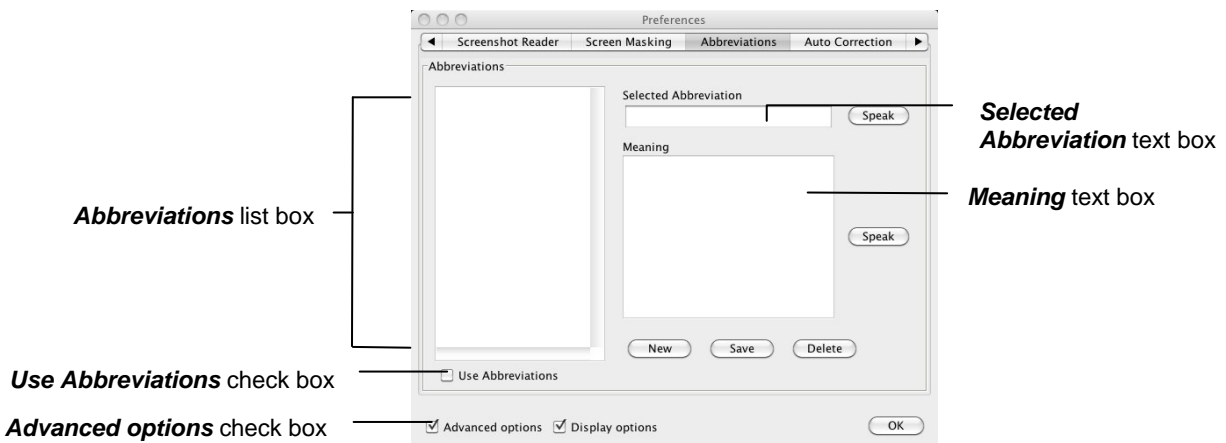 Preferences
Screenshot Reader Screen Masking Abbreviations Auto Correction
Abbreviations
Selected Abbreviation
Speak
Selected
Abbreviation text box
Meaning
Meaning text box
Abbreviations list box
Speak
New Save Delete
Use Abbreviations check box
Use Abbreviations
Advanced options check box
Advanced options Display options
OK